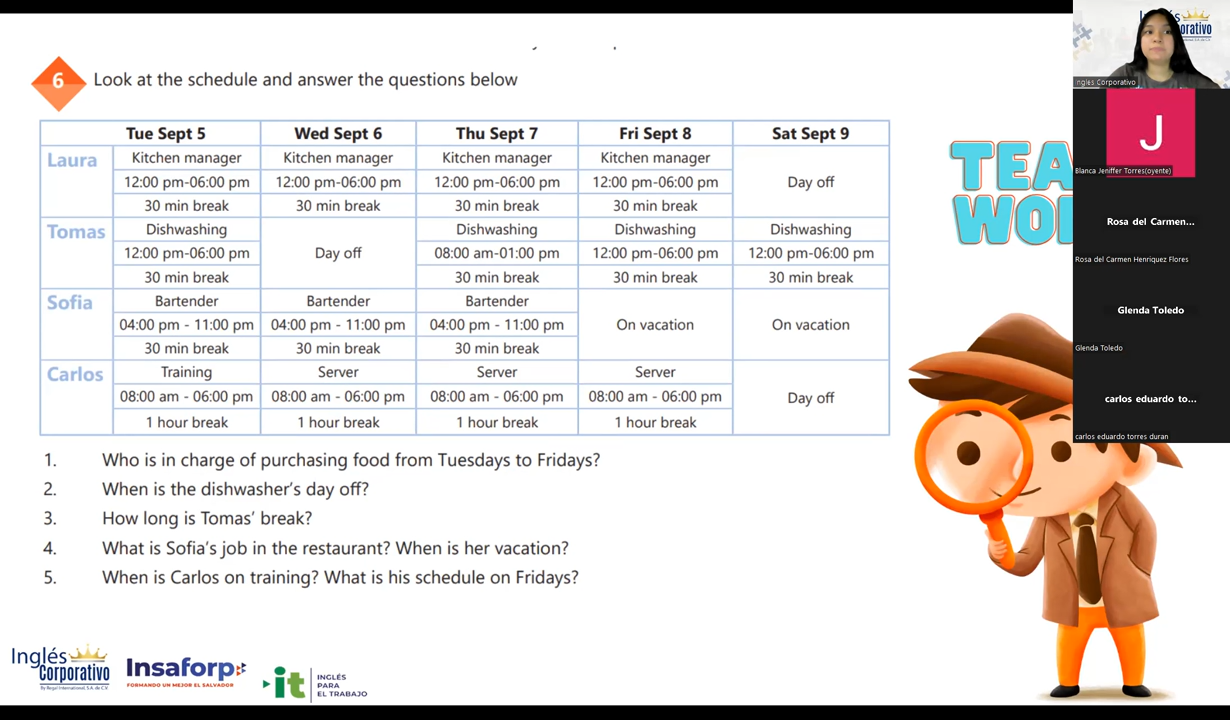 6 Look at the schedule and answer the questions below
Tue Sept 5 Wed Sept 6 Thu Sept 7 Fri Sept 8 Sat Sept 9
Laura Kitchen manager Kitchen manager Kitchen manager Kitchen manager
12:00 pm-06:00 pm 12:00 pm-06:00 pm 12:00 pm-06:00 pm 12:00 pm-06:00 pm Day off
30 min break 30 min break 30 min break 30 min break
Tomas Dishwashing Dishwashing Dishwashing Dishwashing
12:00 pm-06:00 pm Day off 08:00 am-01:00 pm 12:00 pm-06:00 pm 12:00 pm-06:00 pm
30 min break 30 min break 30 min break 30 min break
Sofia Bartender Bartender Bartender
04:00 pm - 11:00 pm 04:00 pm - 11:00 pm 04:00 pm - 11:00 pm On vacation On vacation
30 min break 30 min break 30 min break
Carlos Training Server Server Server
08:00 am - 06:00 pm 08:00 am - 06:00 pm 08:00 am - 06:00 pm 08:00 am - 06:00 pm Day off
1 hour break 1 hour break 1 hour break 1 hour break
1. Who is in charge of purchasing food from Tuesdays to Fridays?
2. When is the dishwasher's day off?
3. How long is Tomas' break?
4. What is Sofia's job in the restaurant? When is her vacation?
5. When is Carlos on training? What is his schedule on Fridays?
Inglés
Corporativo
By Regal International, S.A. de C.V.
Insaforp
FORMANDO UN MEJOR EL SALVADOR
it
INGLÉS
PARA
EL TRABAJO
TEA
WO
Ingles Corporativo
J
Blanca Jeniffer Torres(oyente)
Rosa del Carmen...
Rosa del Carmen Henriquez Flores
Glenda Toledo
Glenda Toledo
carlos eduardo to...
carlos eduardo torres duran